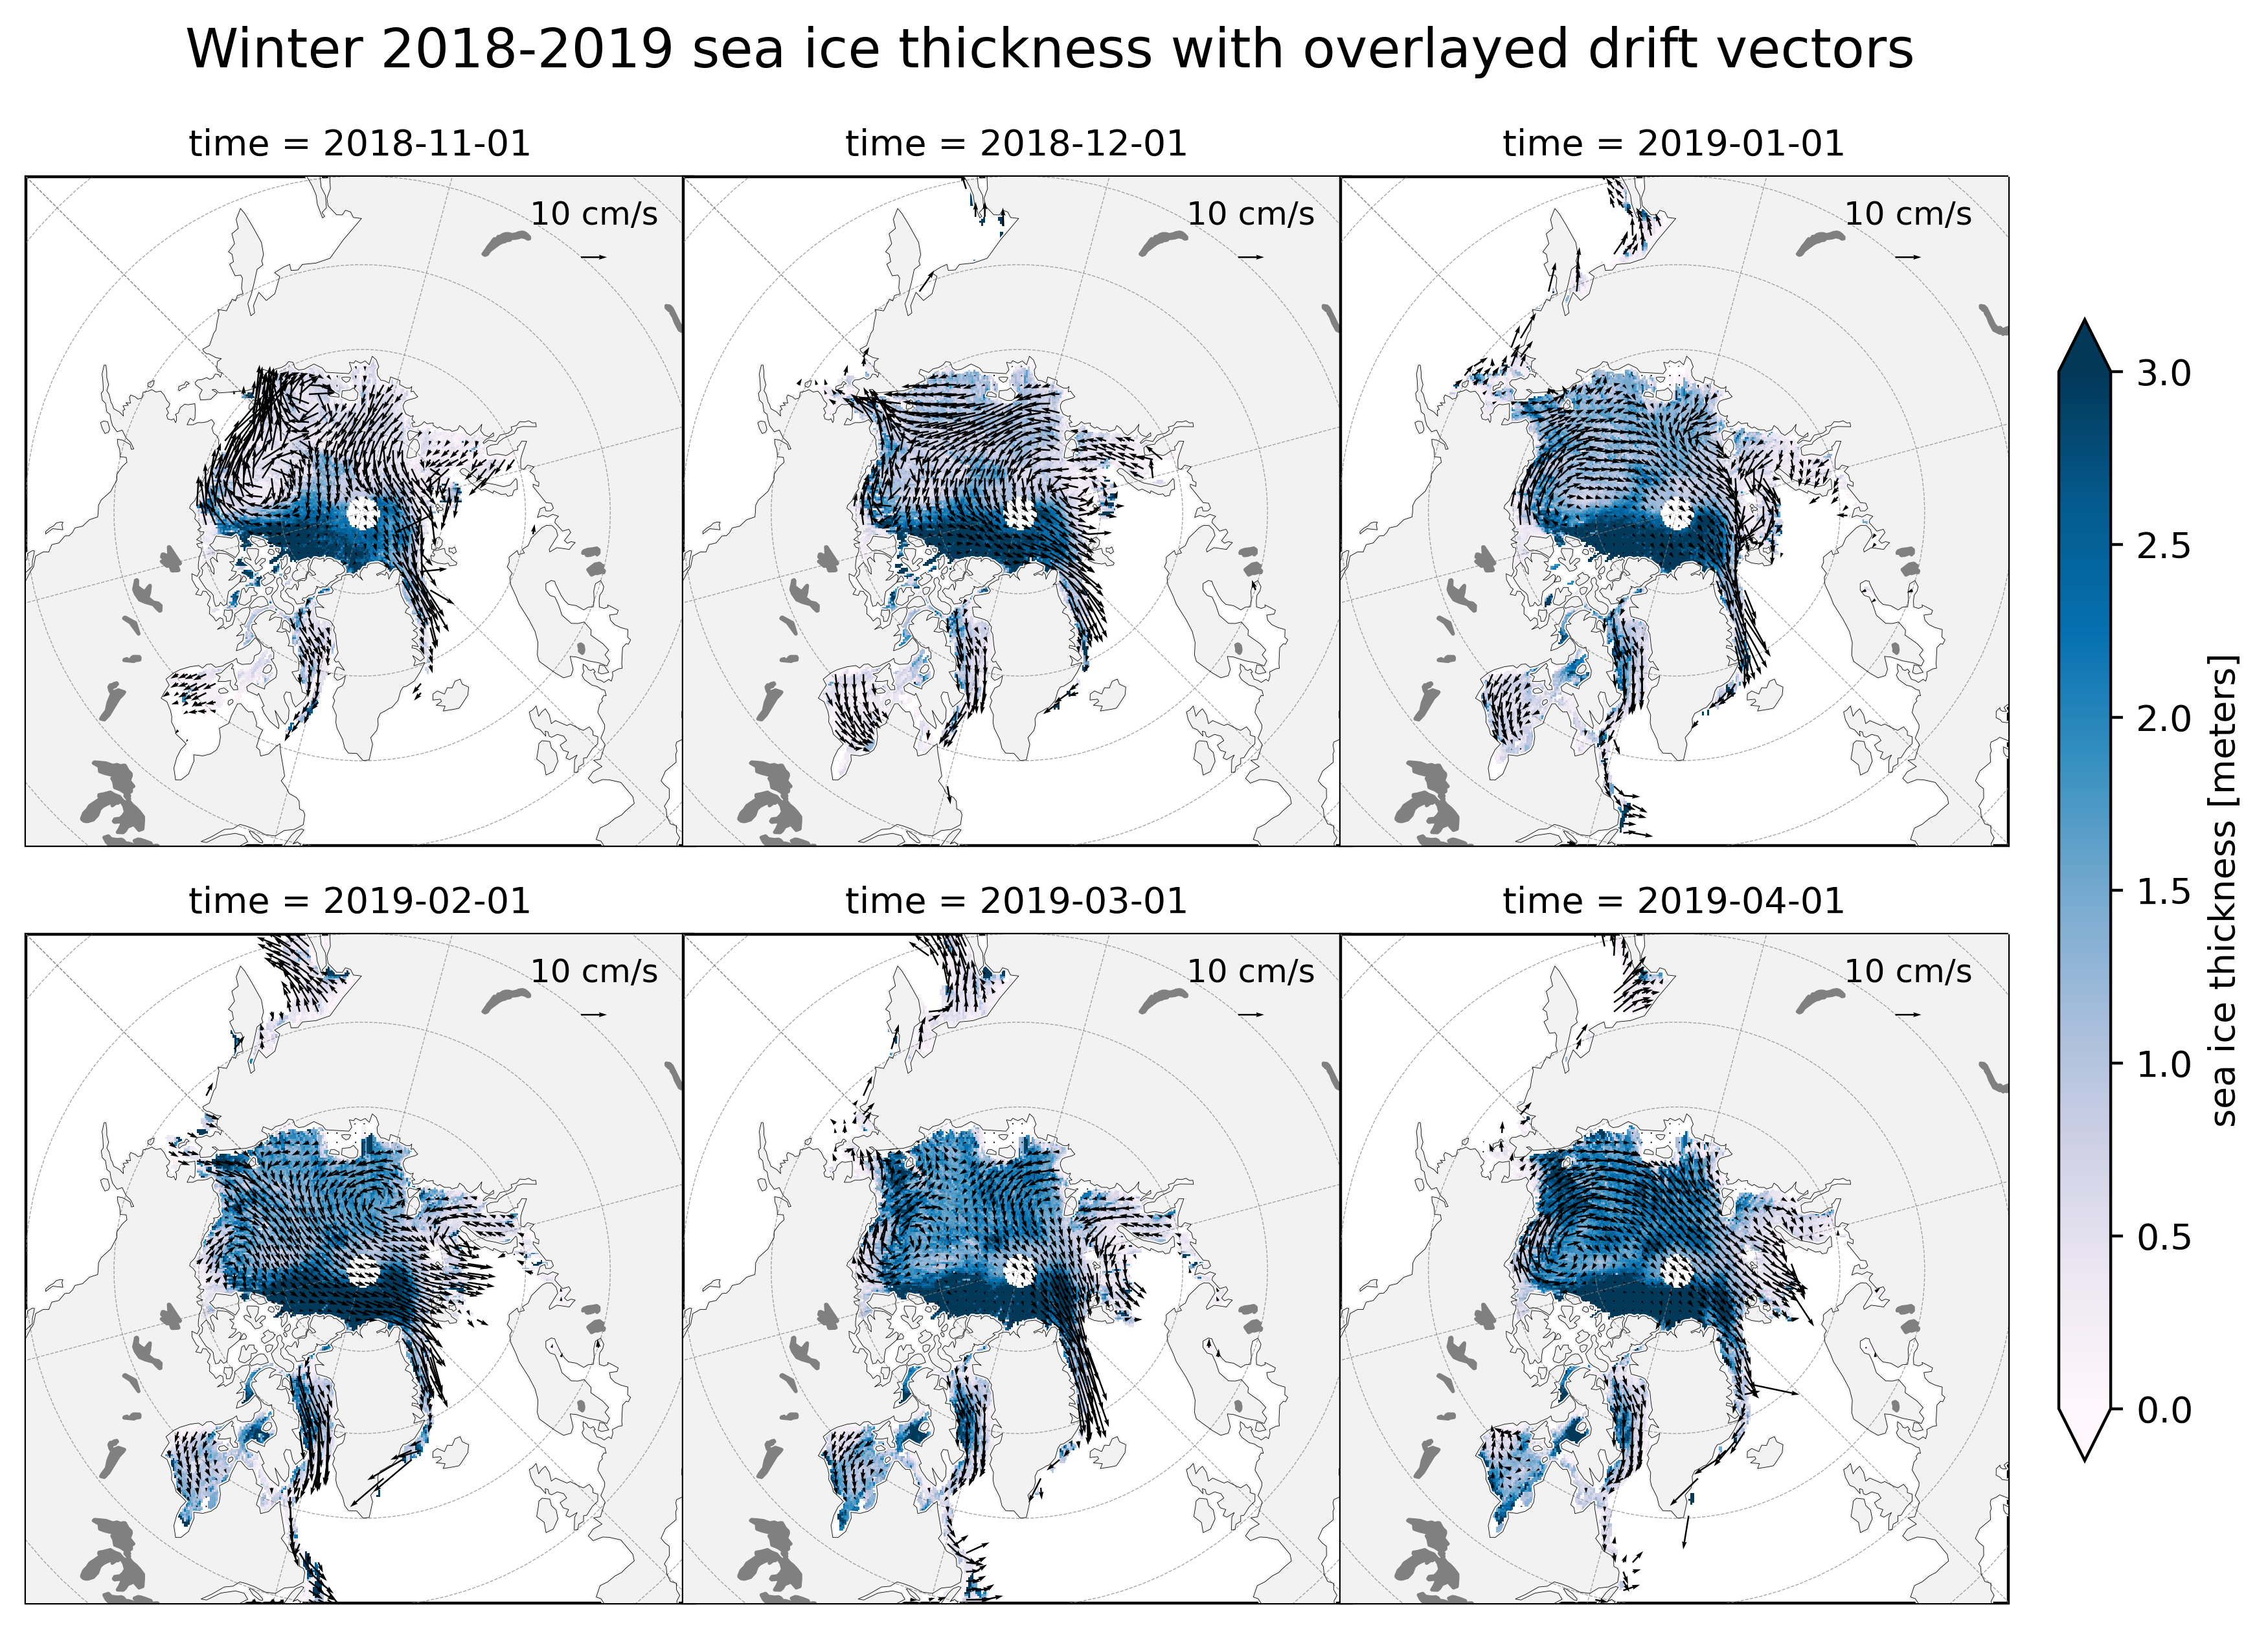 Winter 2018-2019 sea ice thickness with overlayed drift vectors
time = 2018-11-01
time = 2018-12-01
time = 2019-01-01
10 cm/s
10 cm/s
10 cm/s
time = 2019-02-01
time = 2019-03-01
time = 2019-04-01
10 cm/s
10 cm/s
10 cm/s
3.0
2.5
2.0
1.5
1.0
0.5
0.0
sea ice thickness [meters]